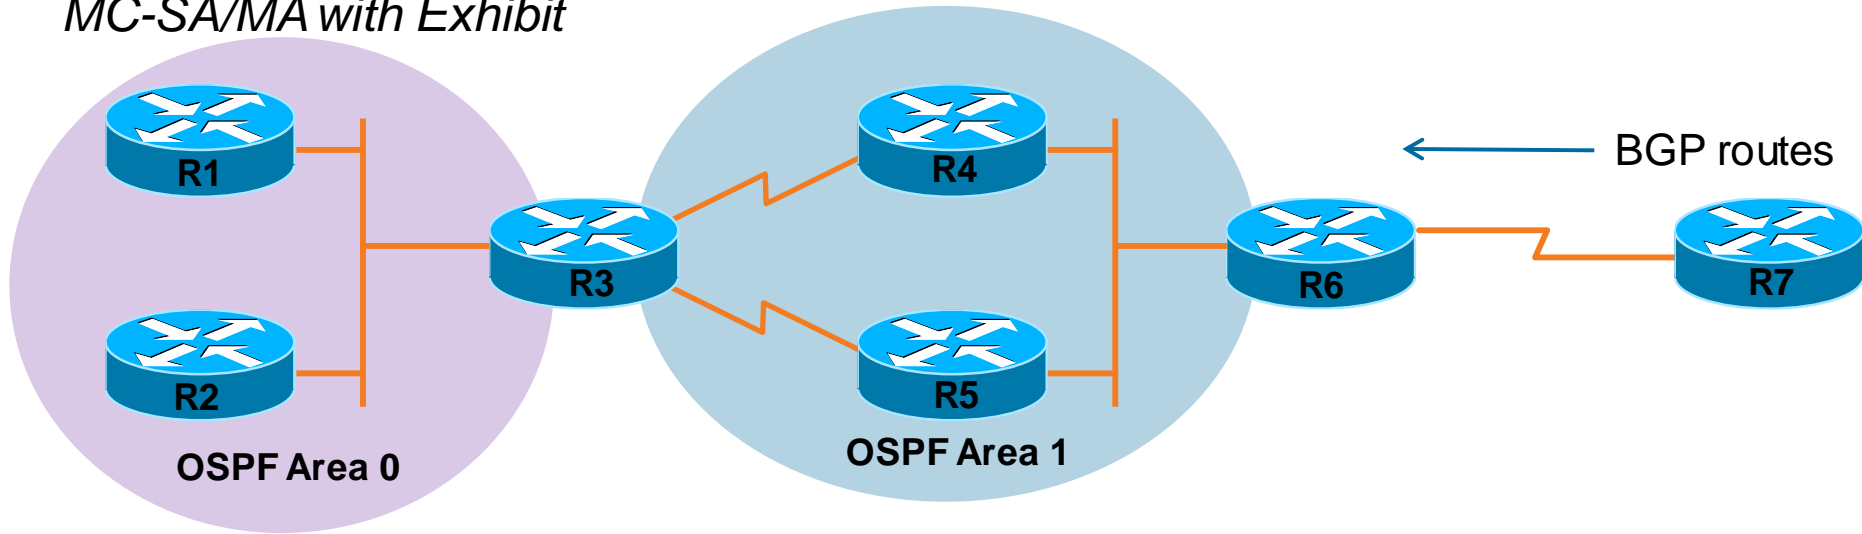 MC-SA/MA with Exhibit
R1
R4
BGP routes
R3
R6
R7
R2
R5
OSPF Area 0
OSPF Area 1